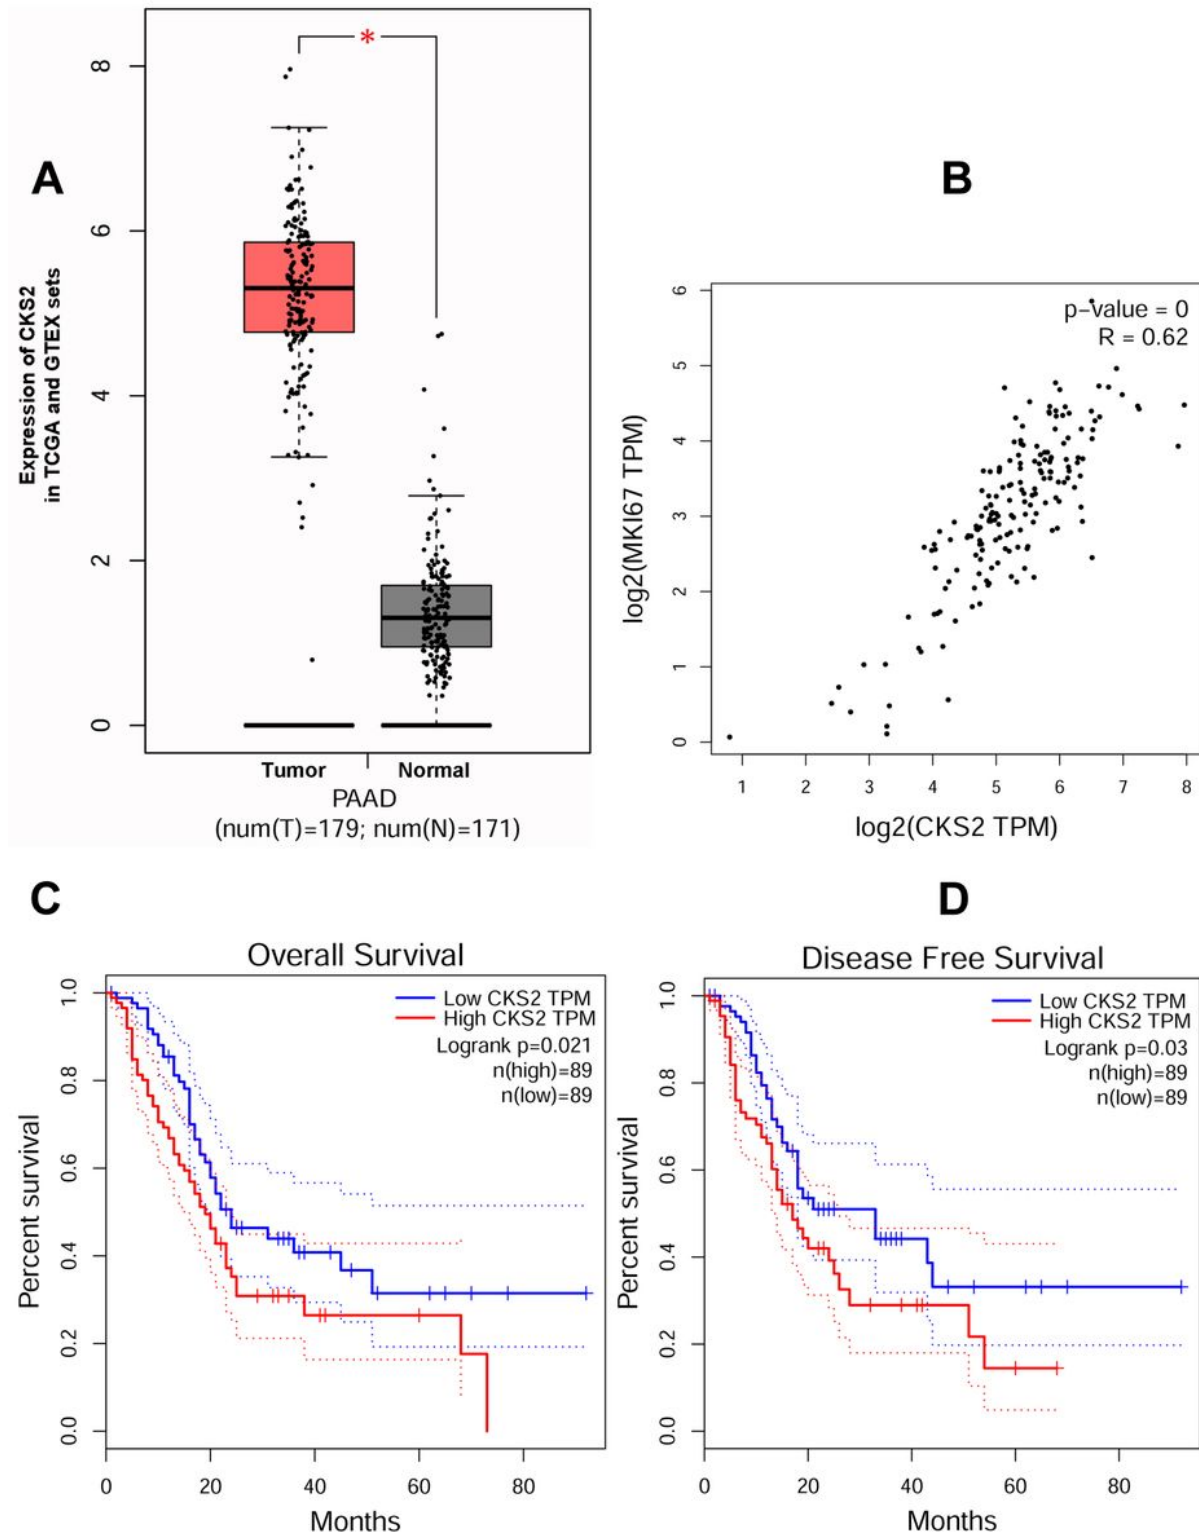 A
Expression of CKS2
in TCGA and GTEX sets
8
6
4
2
0
*
Tumor
Normal
PAAD
(num(T)=179; num(N)=171)
B
log2(MKI67 TPM)
6
5
4
3
2
1
0
p-value = 0
R = 0.62
1 2 3 4 5 6 7 8
log2(CKS2 TPM)
C
Overall Survival
Percent survival
1.0
0.8
0.6
0.4
0.2
0.0
Low CKS2 TPM
High CKS2 TPM
Logrank p=0.021
n(high)=89
n(low)=89
0 20 40 60 80
Months
D
Disease Free Survival
Percent survival
1.0
0.8
0.6
0.4
0.2
0.0
Low CKS2 TPM
High CKS2 TPM
Logrank p=0.03
n(high)=89
n(low)=89
0 20 40 60 80
Months